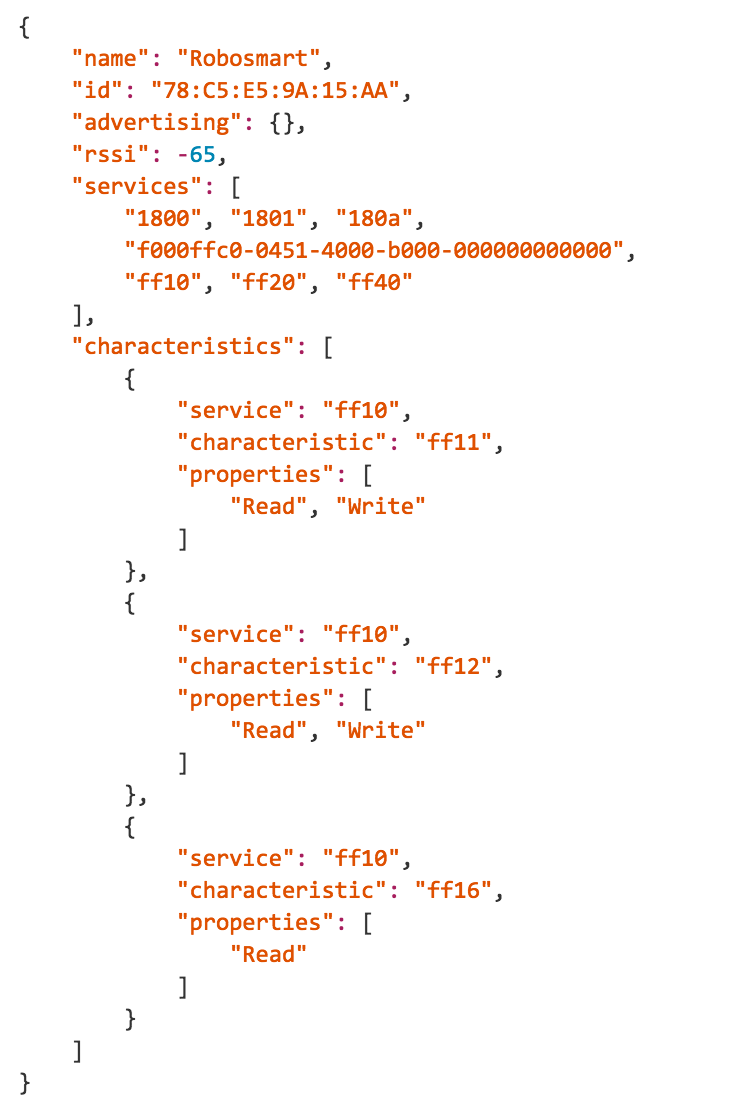 {
    "name": "Robosmart",
    "id": "78:C5:E5:9A:15:AA",
    "advertising": {},
    "rssi": -65,
    "services": [
        "1800", "1801", "180a",
        "f000ffc0-0451-4000-b000-000000000000",
        "ff10", "ff20", "ff40"
    ],
    "characteristics": [
        {
            "service": "ff10",
            "characteristic": "ff11",
            "properties": [
                "Read", "Write"
            ]
        },
        {
            "service": "ff10",
            "characteristic": "ff12",
            "properties": [
                "Read", "Write"
            ]
        },
        {
            "service": "ff10",
            "characteristic": "ff16",
            "properties": [
                "Read"
            ]
        }
    ]
}